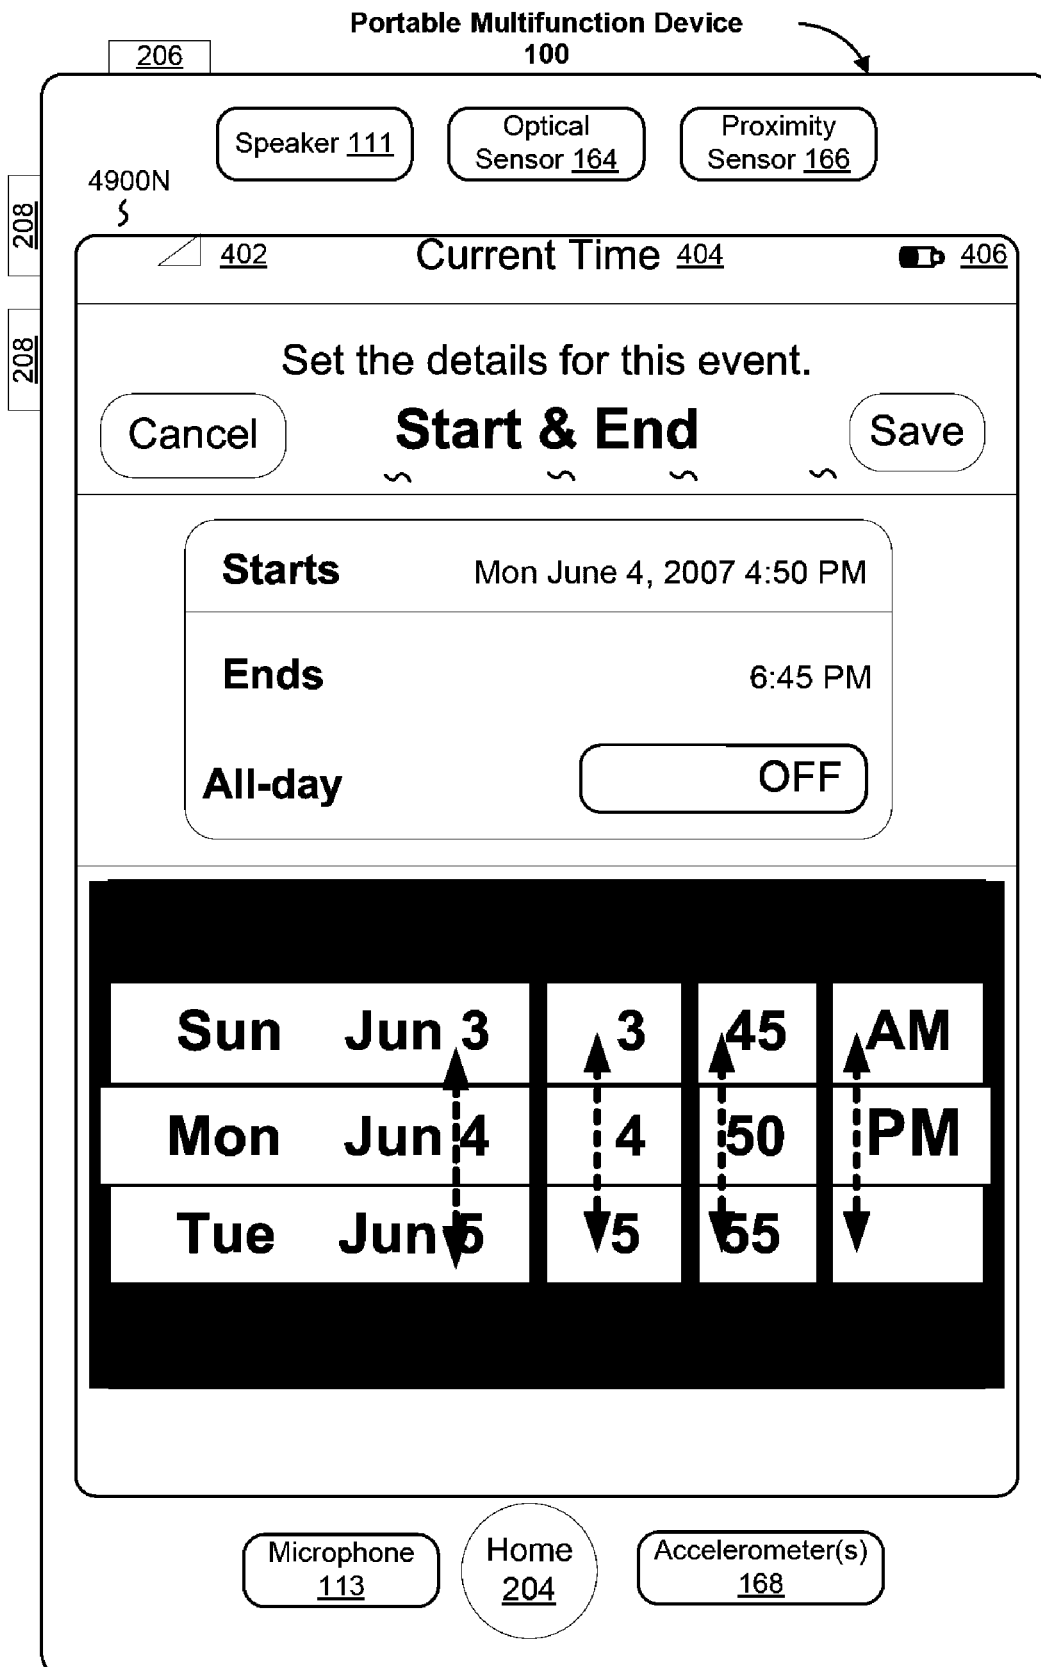 Portable Multifunction Device
100
206
Speaker 111
Optical
Sensor 164
Proximity
Sensor 166
4900N
208
208
402
Current Time 404
406
Set the details for this event.
Cancel
Start & End
Save
Starts
Mon June 4, 2007 4:50 PM
Ends
6:45 PM
All-day
OFF
Sun Jun 3 3 45 AM
Mon Jun 4 4 50 PM
Tue Jun 5 5 55
Microphone
113
Home
204
Accelerometer(s)
168